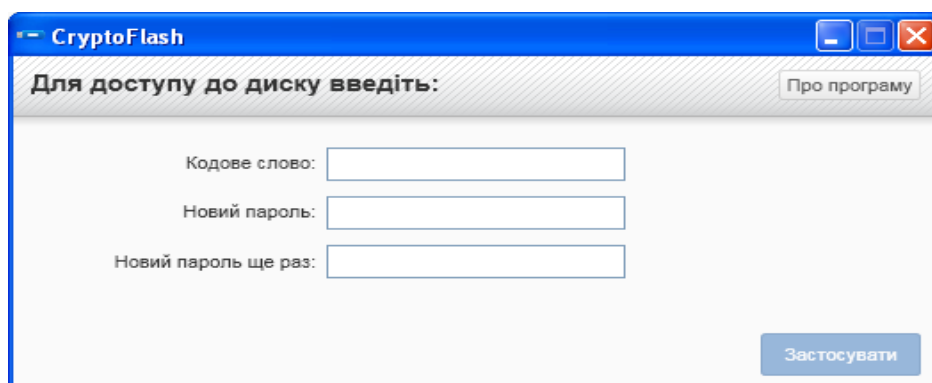 CryptoFlash
Для доступу до диску введіть:
Про програму
Кодове слово:
Новий пароль:
Новий пароль ще раз:
Застосувати